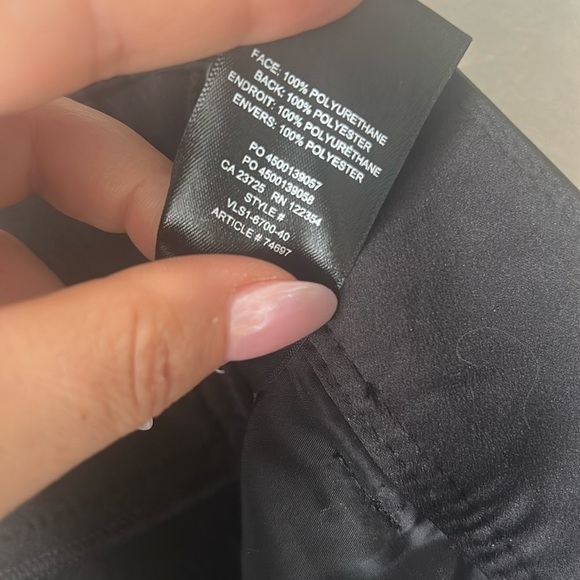 FACE: 100% POLYURETHANE
BACK: 100% POLYESTER
ENDROIT: 100% POLYURÉTHANE
ENVERS: 100% POLYESTER
PO 4500139057
PO 4500139058
CA 23725 RN 122354
STYLE #
VLS1-6700-40
ARTICLE # 74697